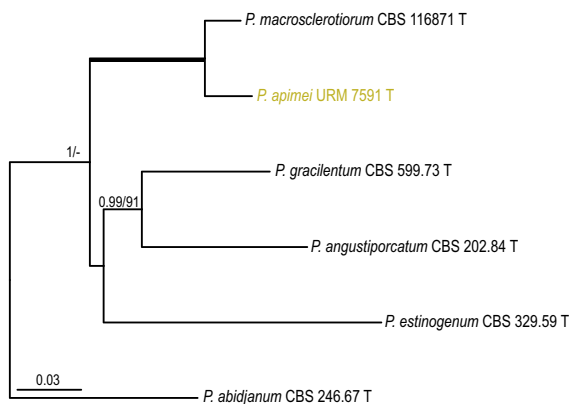 P. macrosclerotiorum CBS 116871 T
P. apimei URM 7591 T
1/-
P. gracilentum CBS 599.73 T
0.99/91
P. angustiporcatum CBS 202.84 T
P. estinogenum CBS 329.59 T
0.03
P. abidjanum CBS 246.67 T